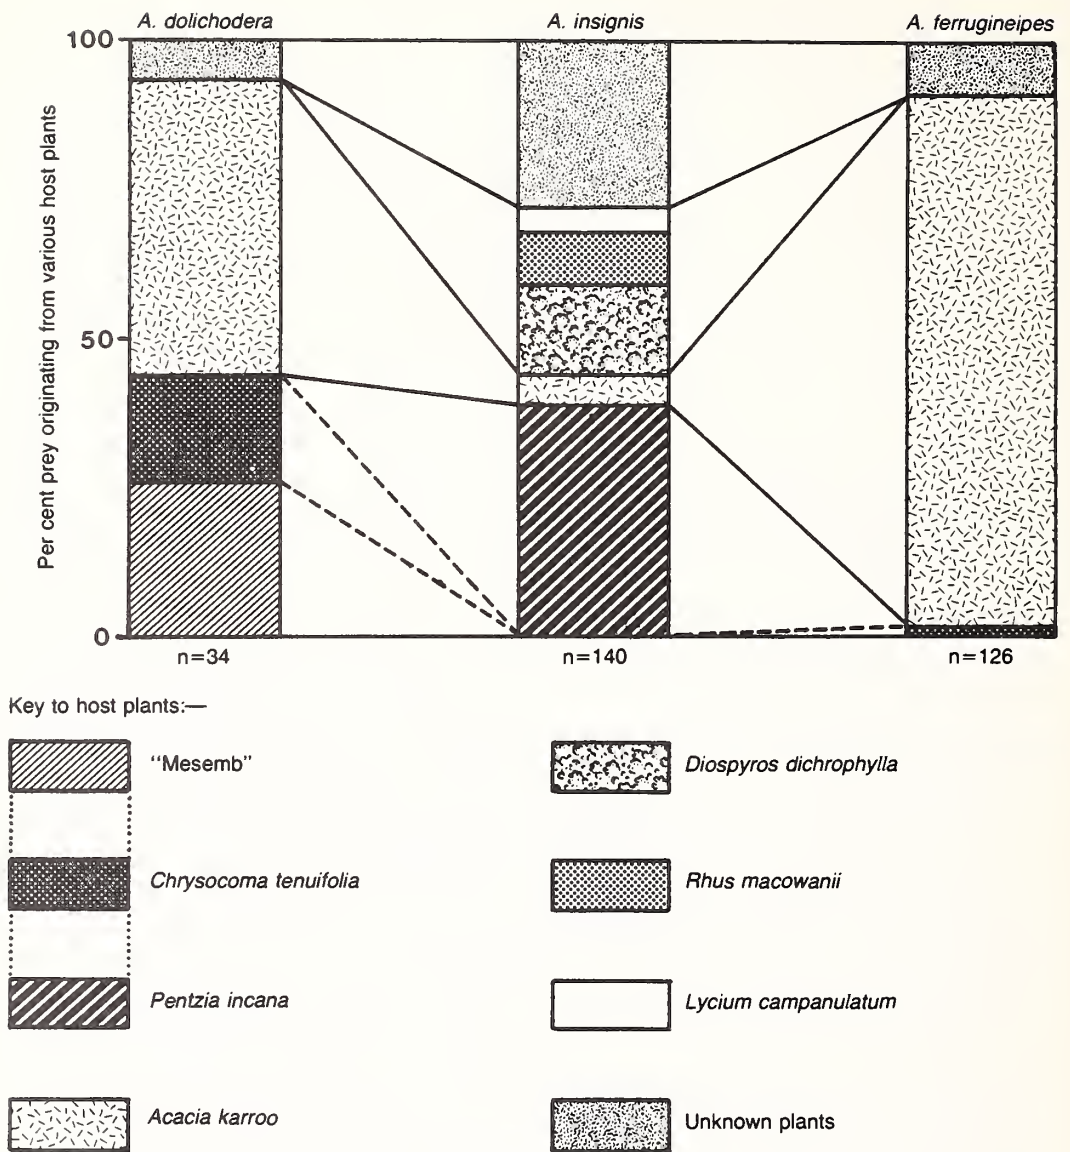 A. dolichodera
A. insignis
A. ferrugineipes
100
50
0
Per cent prey originating from various host plants
n=34
n=140
n=126
Key to host plants:—
"Mesemb"
Diospyros dichrophylla
Chrysocoma tenuifolia
Rhus macowanii
Pentzia incana
Lycium campanulatum
Acacia karroo
Unknown plants